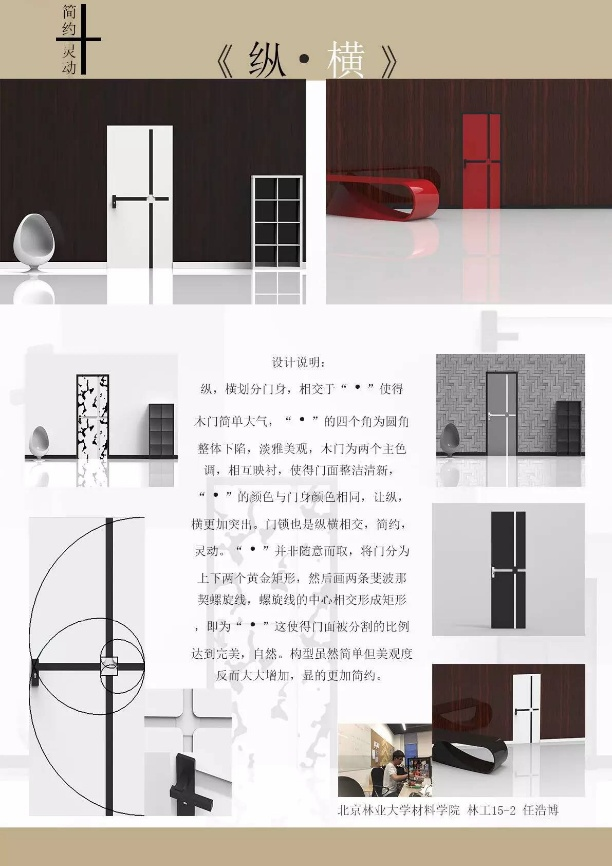 简
约
灵
动
《 纵 · 横 》
设计说明：
纵，横划分门身，相交于“ • ”使得
木门简单大气，“ • ”的四个角为圆角
整体下陷，淡雅美观，木门为两个主色
调，相互映衬，使得门面整洁清新，
“ • ”的颜色与门身颜色相同，让纵，
横更加突出。门锁也是纵横相交，简约，
灵动。“ • ”并非随意而取，将门分为
上下两个黄金矩形，然后画两条斐波那
契螺旋线，螺旋线的中心相交形成矩形
，即为“ • ”这使得门面被分割的比例
达到完美，自然。构型虽然简单但美观度
反而大大增加，显的更加简约。
北京林业大学材料学院 林工15-2 任浩博